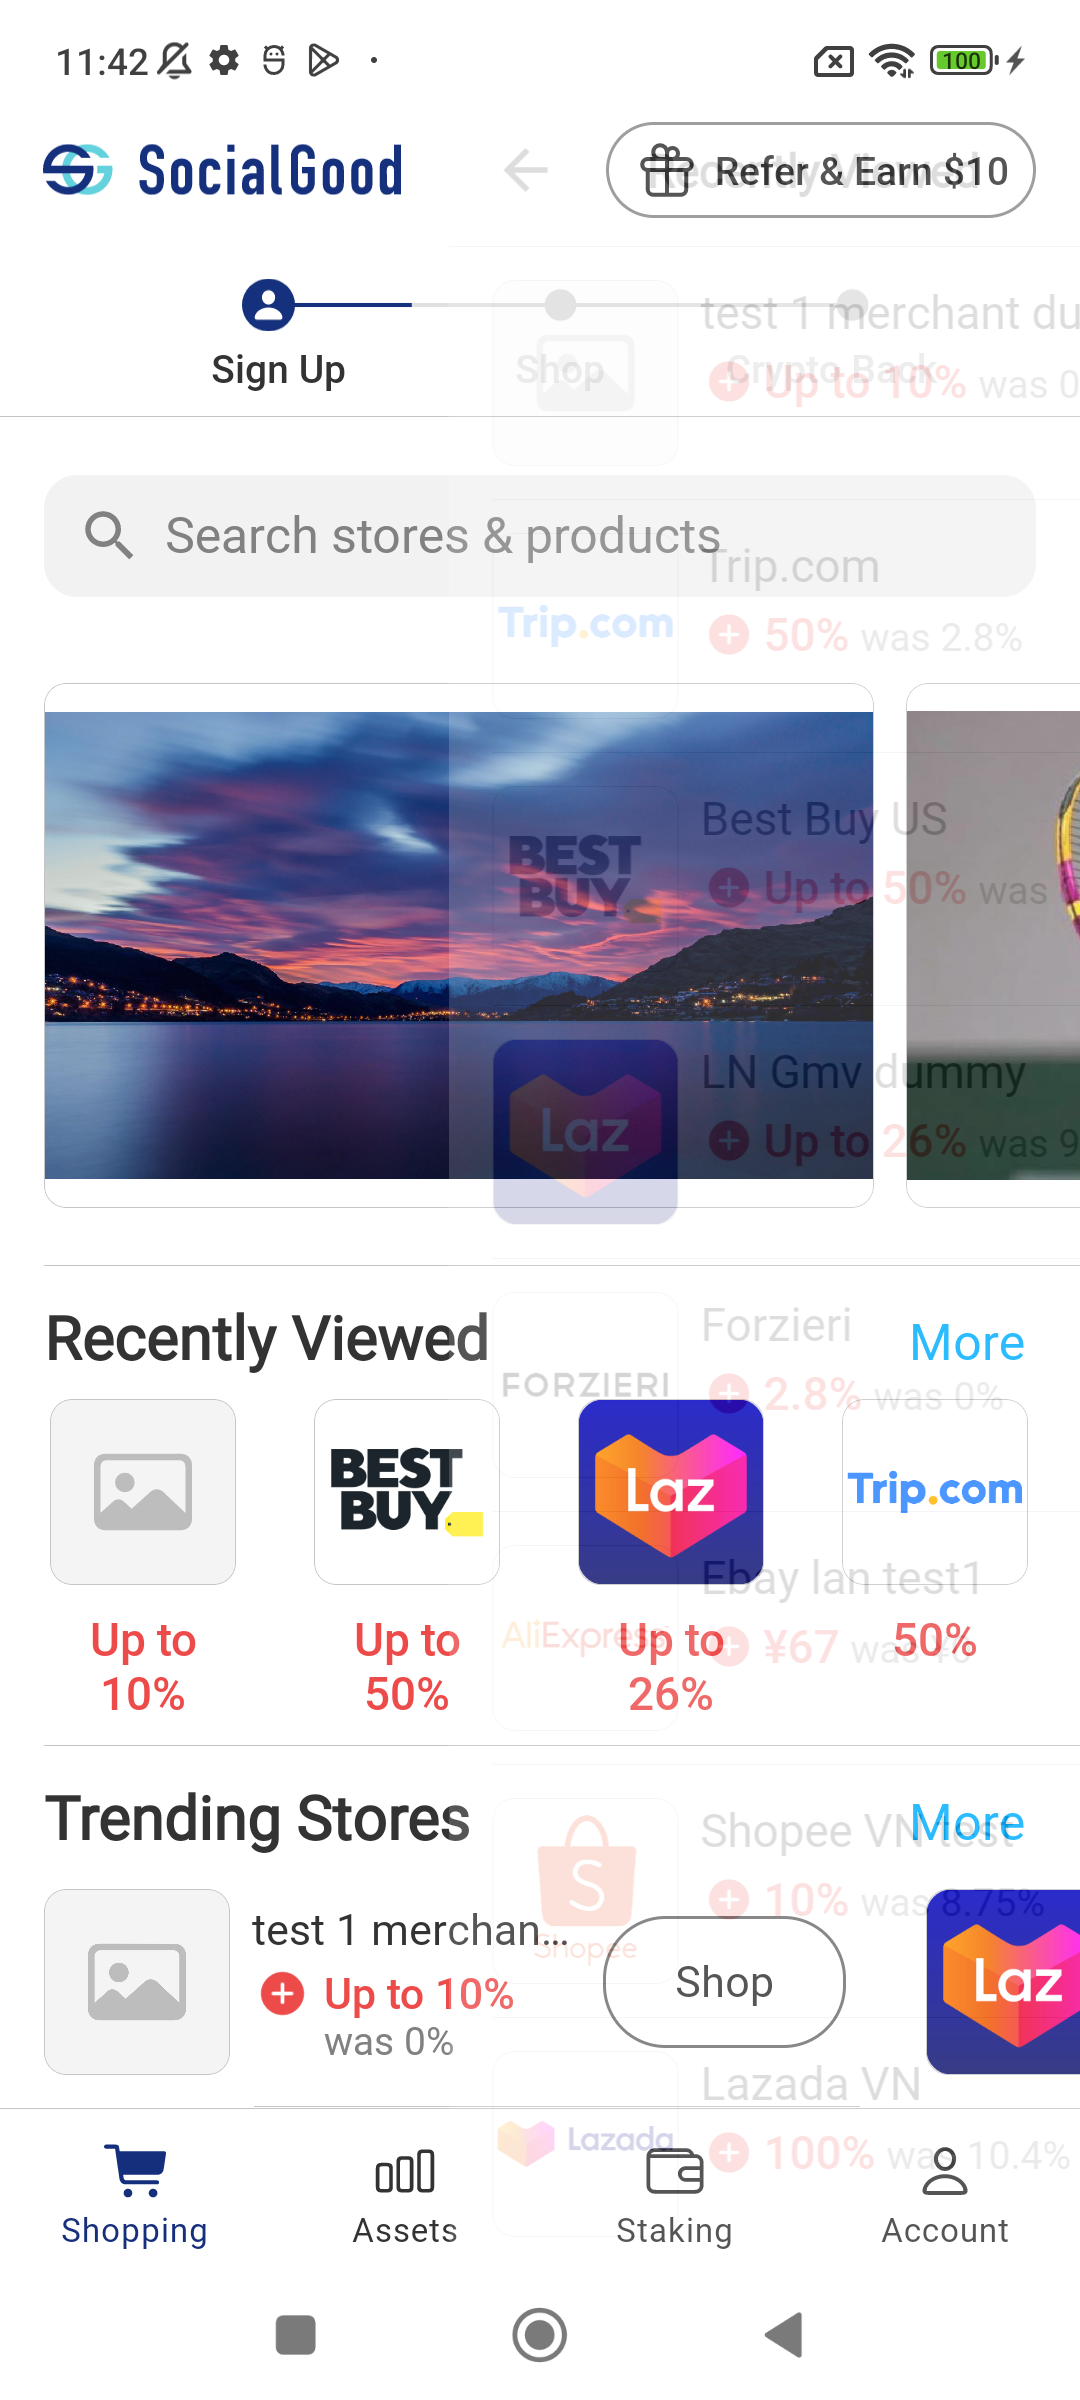 11:42
100
SocialGood
Refer & Earn $10
Recently Viewed
Sign Up
Shop
Crypto Back
test 1 merchant du
Up to 10% was 0
Search stores & products
Trip.com
Trip.com
50% was 2.8%
BEST BUY
Best Buy US
Up to 50% was
Laz
LN Gmv dummy
Up to 26% was 9
Recently Viewed
More
FORZIERI
Forzieri
2.8% was 0%
BEST
BUY
Laz
Trip.com
AliExpress
Ebay lan test1
¥67 was ¥0
Up to
10%
Up to
50%
Up to
26%
50%
Trending Stores
More
Shopee
Shopee VN test
10% was 8.75%
test 1 merchan...
Up to 10%
was 0%
Shop
Laz
Lazada
Lazada VN
100% was 10.4%
Shopping
Assets
Staking
Account